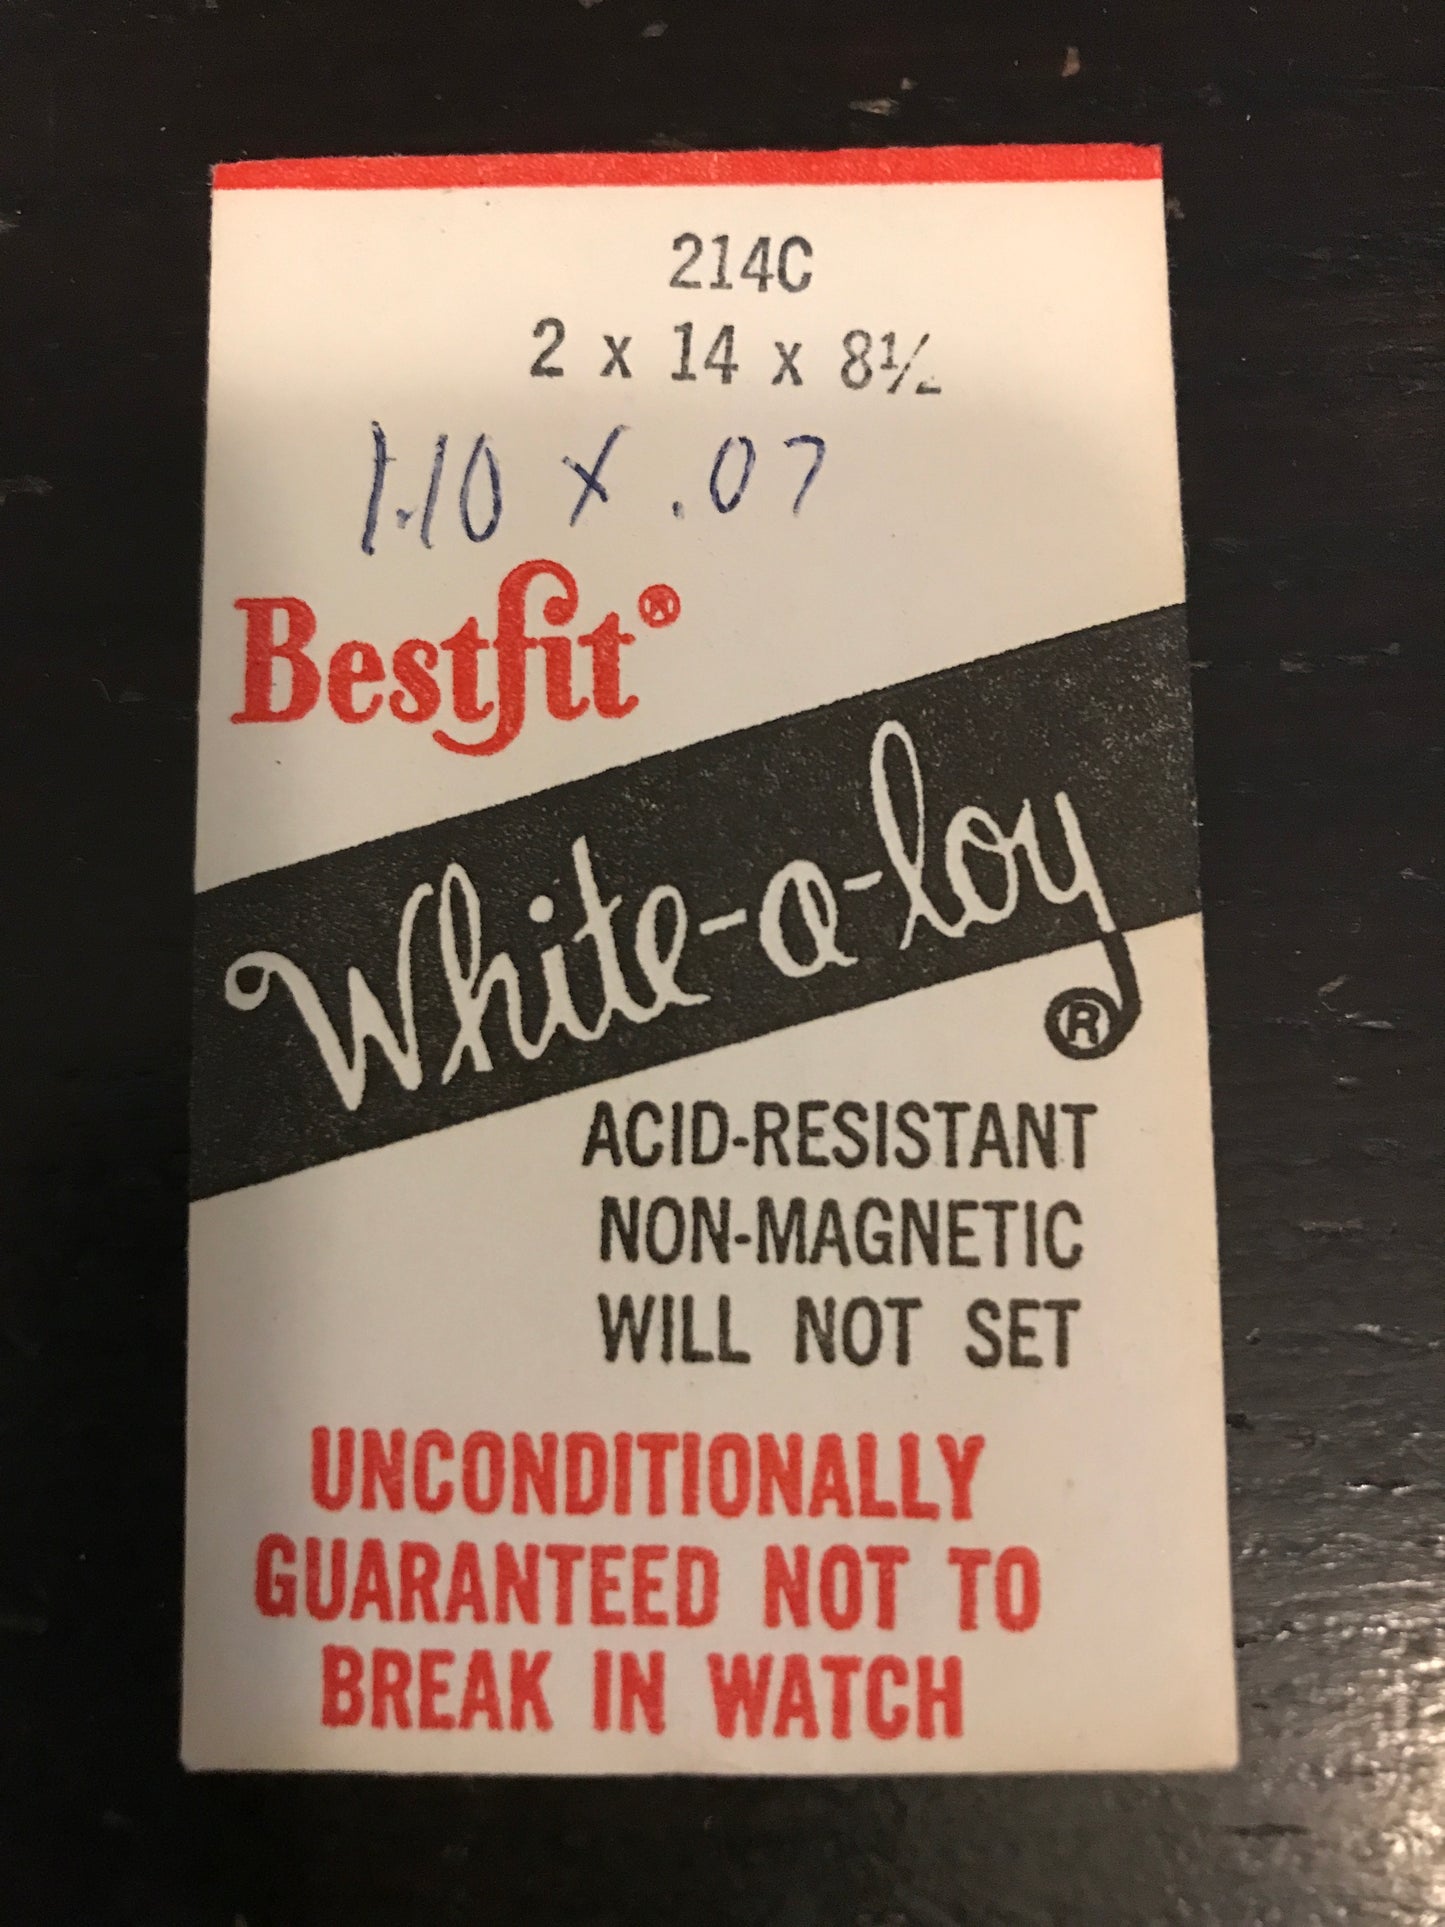 214C
2 x 14 x 8½
1.10 x .07
Bestfit®
White-a-loy
®
ACID-RESISTANT
NON-MAGNETIC
WILL NOT SET
UNCONDITIONALLY
GUARANTEED NOT TO
BREAK IN WATCH